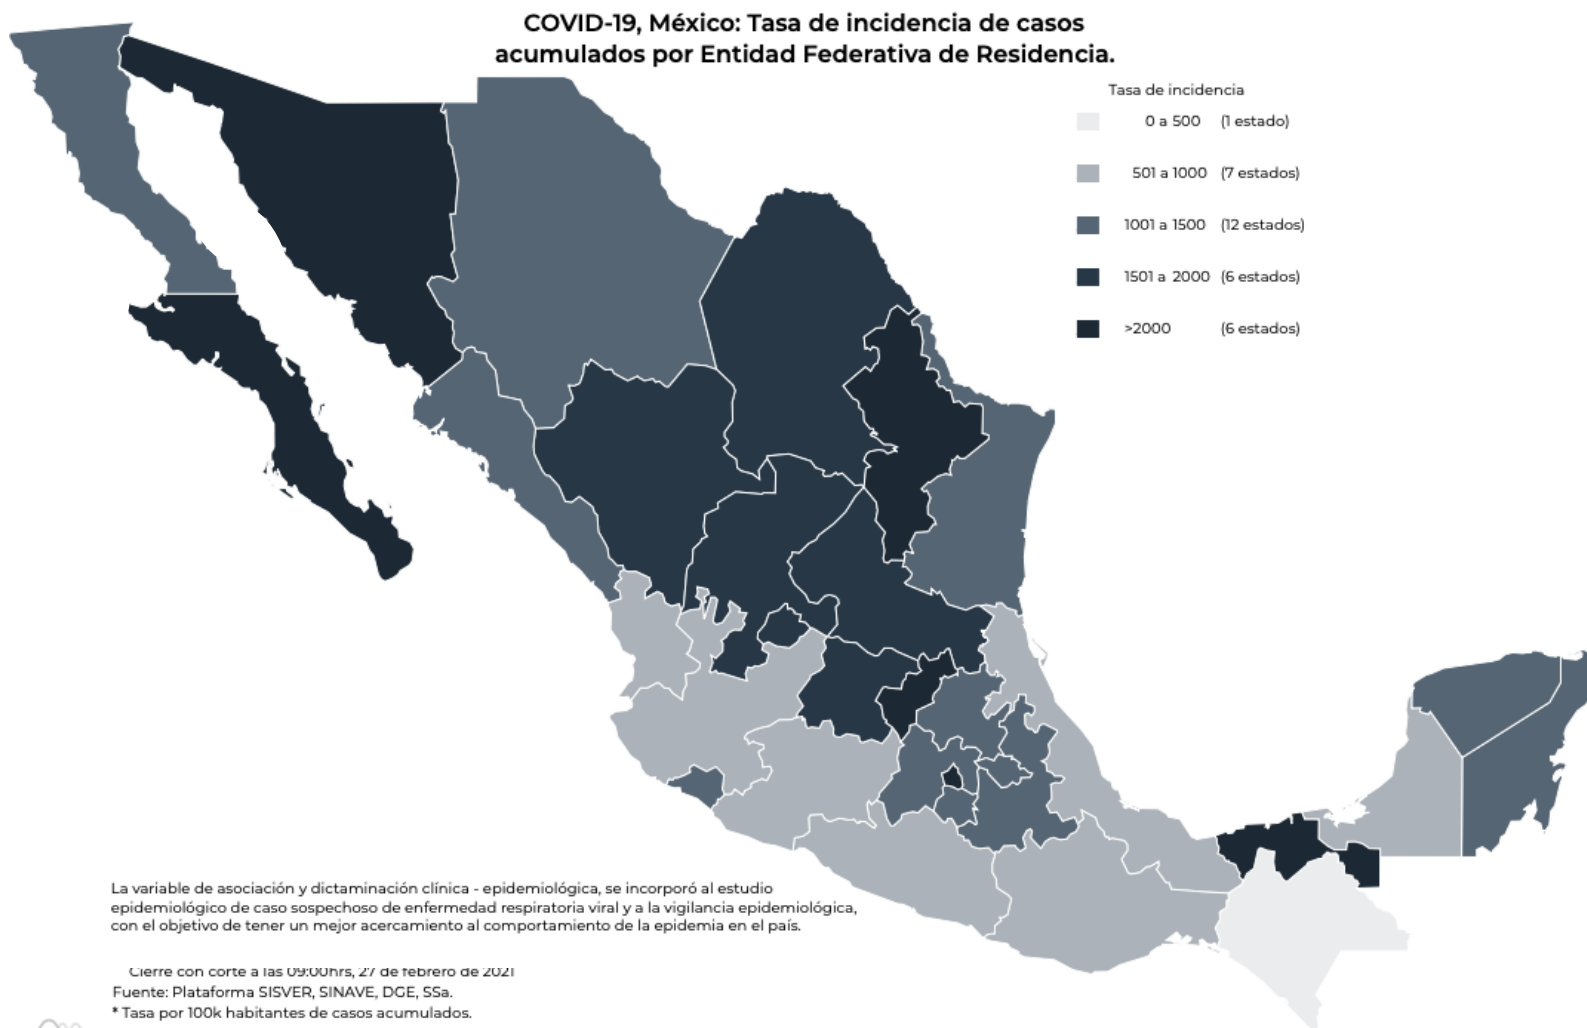 COVID-19, México: Tasa de incidencia de casos
acumulados por Entidad Federativa de Residencia.
Tasa de incidencia
0 a 500 (1 estado)
501 a 1000 (7 estados)
1001 a 1500 (12 estados)
1501 a 2000 (6 estados)
>2000 (6 estados)
La variable de asociación y dictaminación clínica - epidemiológica, se incorporó al estudio
epidemiológico de caso sospechoso de enfermedad respiratoria viral y a la vigilancia epidemiológica,
con el objetivo de tener un mejor acercamiento al comportamiento de la epidemia en el país.
Cierre con corte a las 09:00hrs, 27 de febrero de 2021
Fuente: Plataforma SISVER, SINAVE, DGE, SSa.
* Tasa por 100k habitantes de casos acumulados.